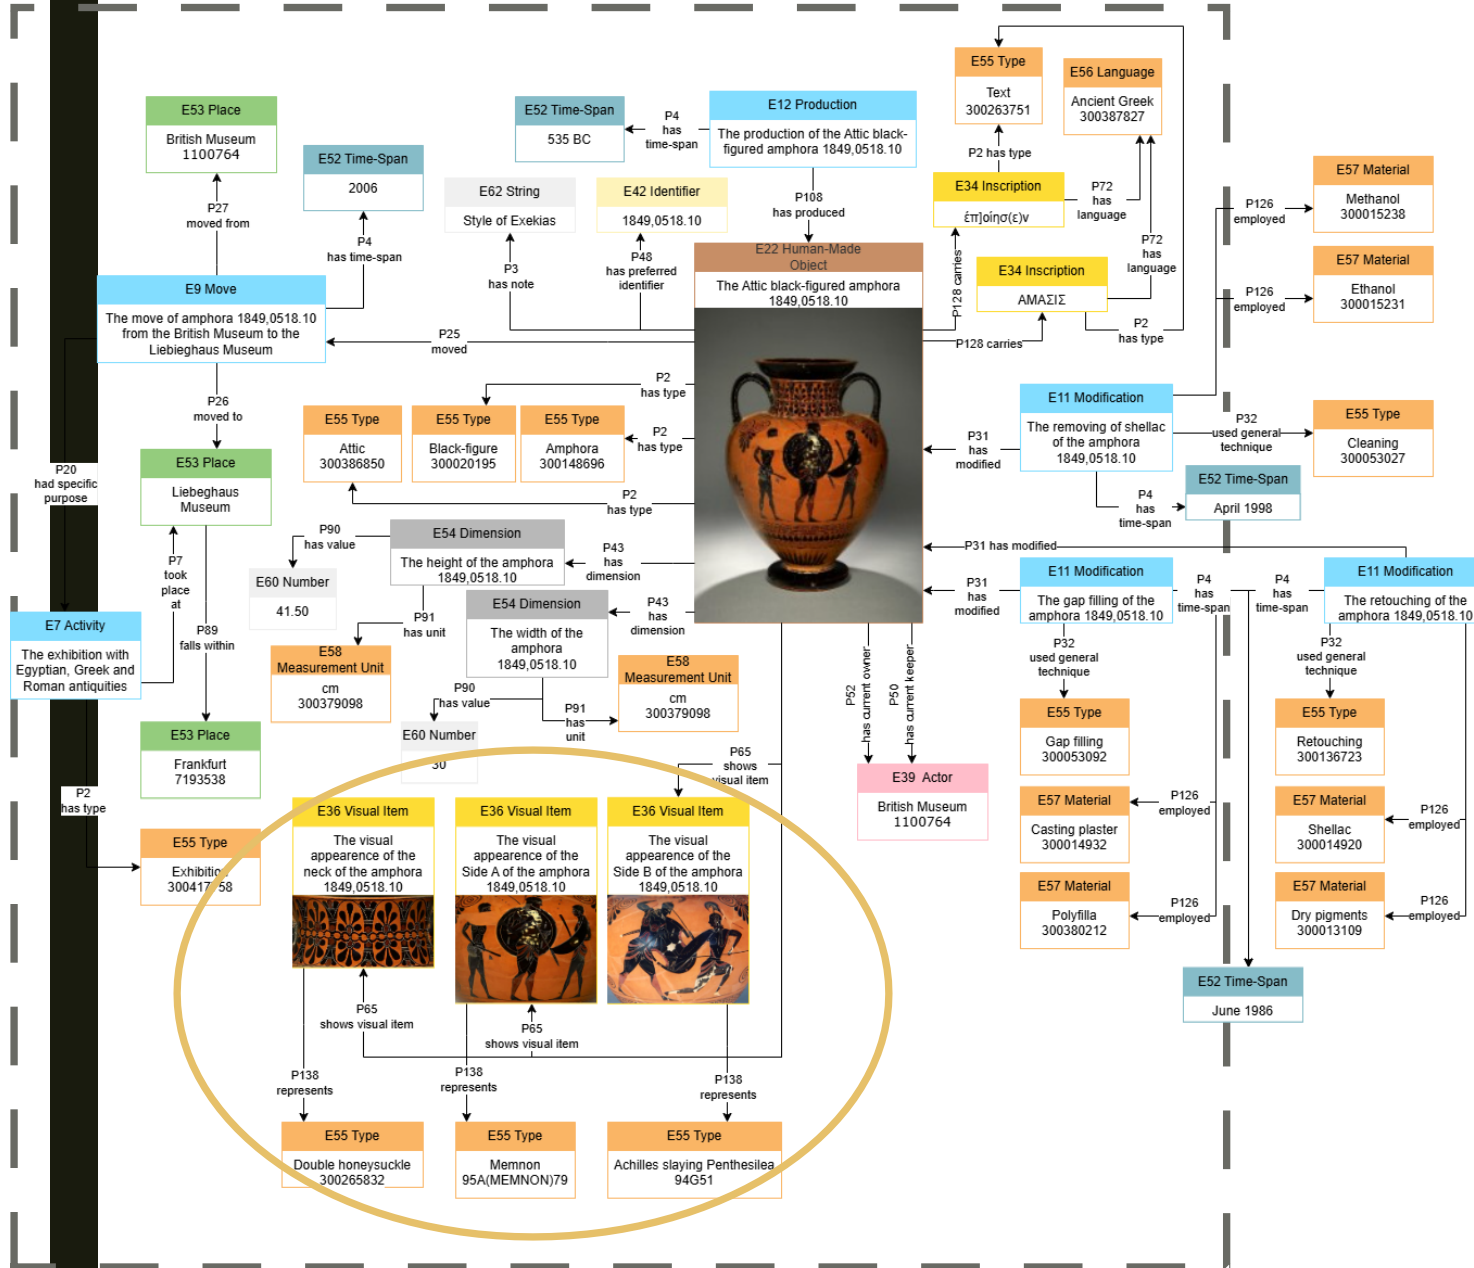 E53 Place
British Museum
1100764
P27
moved from
E52 Time-Span
2006
P4
has time-span
E9 Move
The move of amphora 1849,0518.10
from the British Museum to the
Liebieghaus Museum
P25
moved
P26
moved to
E53 Place
Liebeghaus
Museum
P20
had specific
purpose
P7
took
place
at
P89
falls within
E7 Activity
The exhibition with
Egyptian, Greek and
Roman antiquities
E53 Place
Frankfurt
7193538
P2
has type
E55 Type
Exhibition
E52 Time-Span
535 BC
P4
has
time-span
E12 Production
The production of the Attic black-
figured amphora 1849,0518.10
P108
has produced
E62 String
Style of Exekias
P3
has note
E42 Identifier
1849,0518.10
P48
has preferred
identifier
E22 Human-Made
Object
The Attic black-figured amphora
1849,0518.10
E55 Type
Text
300263751
E56 Language
Ancient Greek
300387827
P2 has type
E34 Inscription
ἐπ]οίησ(ε)ν
P72
has
language
P72
has
language
E34 Inscription
ΑΜΑΣΙΣ
P128 carries
P128 carries
P2
has type
P2
has type
E55 Type
Attic
300386850
E55 Type
Black-figure
300020195
E55 Type
Amphora
300148696
P2
has type
P2
has type
P90
has value
E54 Dimension
The height of the amphora
1849,0518.10
P43
has
dimension
E60 Number
41.50
P91
has unit
E58
Measurement Unit
cm
300379098
E54 Dimension
The width of the
amphora
1849,0518.10
P43
has
dimension
P90
has value
P91
has
unit
E58
Measurement Unit
cm
300379098
E60 Number
30
P52
has current owner
P50
has current keeper
E39 Actor
British Museum
1100764
P65
shows
visual item
E36 Visual Item
The visual
appearence of the
neck of the amphora
1849,0518.10
E36 Visual Item
The visual
appearence of the
Side A of the amphora
1849,0518.10
E36 Visual Item
The visual
appearence of the
Side B of the amphora
1849,0518.10
P65
shows visual item
P65
shows visual item
P138
represents
P138
represents
P138
represents
E55 Type
Double honeysuckle
300265832
E55 Type
Memnon
95A(MEMNON)79
E55 Type
Achilles slaying Penthesilea
94G51
E57 Material
Methanol
300015238
P126
employed
E57 Material
Ethanol
300015231
P126
employed
E11 Modification
The removing of shellac
of the amphora
1849,0518.10
P31
has
modified
P32
used general
technique
E55 Type
Cleaning
300053027
P4
has
time-span
E52 Time-Span
April 1998
P31 has modified
P31
has
modified
E11 Modification
The gap filling of the
amphora 1849,0518.10
P4
has
time-span
P4
has
time-span
E11 Modification
The retouching of the
amphora 1849,0518.10
P32
used general
technique
P32
used general
technique
E55 Type
Gap filling
300053092
E55 Type
Retouching
300136723
E57 Material
Casting plaster
300014932
P126
employed
E57 Material
Shellac
300014920
P126
employed
E57 Material
Polyfilla
300380212
P126
employed
E57 Material
Dry pigments
300013109
P126
employed
E52 Time-Span
June 1986